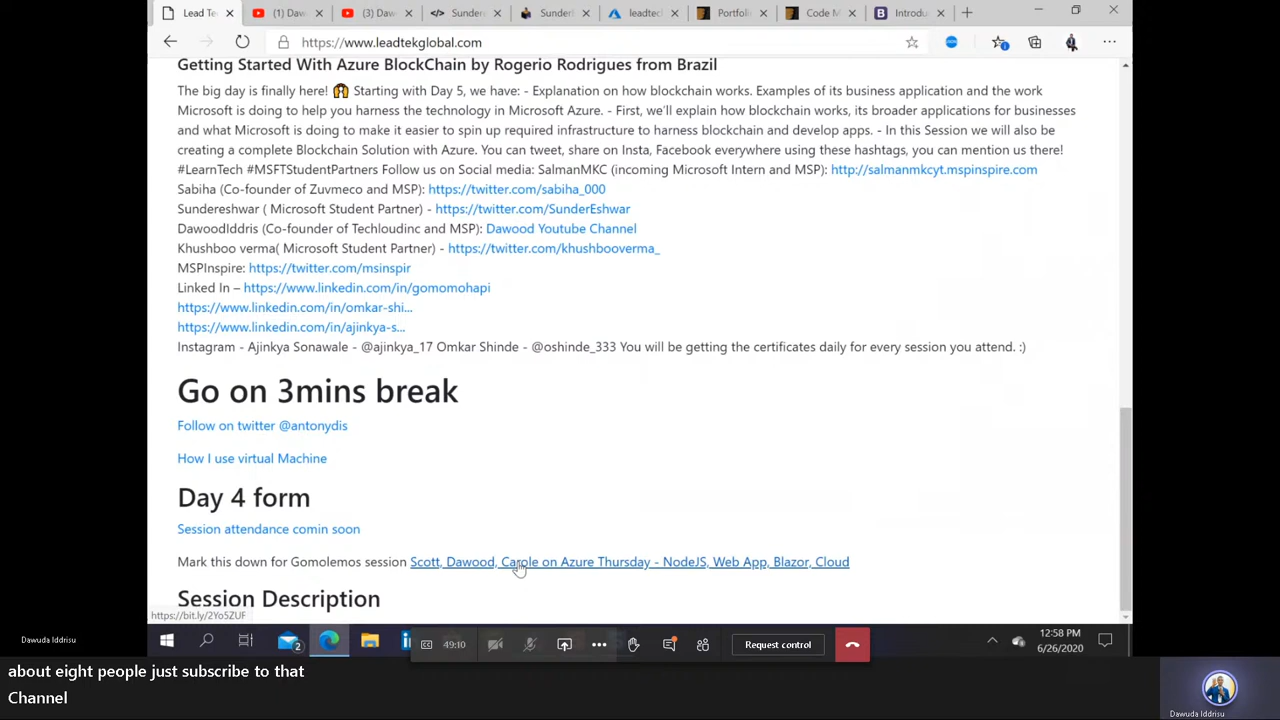 Lead Te
(1) Daw
(3) Daw
Sunders
Sunderl
leadtec
Portfoli
Code M
Introdu
https://www.leadtekglobal.com
Getting Started With Azure BlockChain by Rogerio Rodrigues from Brazil
The big day is finally here! 🙌 Starting with Day 5, we have: - Explanation on how blockchain works. Examples of its business application and the work
Microsoft is doing to help you harness the technology in Microsoft Azure. - First, we'll explain how blockchain works, its broader applications for businesses
and what Microsoft is doing to make it easier to spin up required infrastructure to harness blockchain and develop apps. - In this Session we will also be
creating a complete Blockchain Solution with Azure. You can tweet, share on Insta, Facebook everywhere using these hashtags, you can mention us there!
#LearnTech #MSFTStudentPartners Follow us on Social media: SalmanMKC (incoming Microsoft Intern and MSP): http://salmanmkcyt.mspinspire.com
Sabiha (Co-founder of Zuvmeco and MSP): https://twitter.com/sabiha_000
Sundereshwar ( Microsoft Student Partner) - https://twitter.com/SunderEshwar
DawoodIddris (Co-founder of Techloudinc and MSP): Dawood Youtube Channel
Khushboo verma( Microsoft Student Partner) - https://twitter.com/khushbooverma_
MSPInspire: https://twitter.com/msinspir
Linked In – https://www.linkedin.com/in/gomomohapi
https://www.linkedin.com/in/omkar-shi...
https://www.linkedin.com/in/ajinkya-s...
Instagram - Ajinkya Sonawale - @ajinkya_17 Omkar Shinde - @oshinde_333 You will be getting the certificates daily for every session you attend. :)
Go on 3mins break
Follow on twitter @antonydis
How I use virtual Machine
Day 4 form
Session attendance comin soon
Mark this down for Gomolemos session Scott, Dawood, Carole on Azure Thursday - NodeJS, Web App, Blazor, Cloud
Session Description
https://bit.ly/2Yo5ZUF
2
CC
49:10
Request control
12:58 PM
6/26/2020
Dawuda Iddrisu
about eight people just subscribe to that
Channel
Dawuda Iddrisu